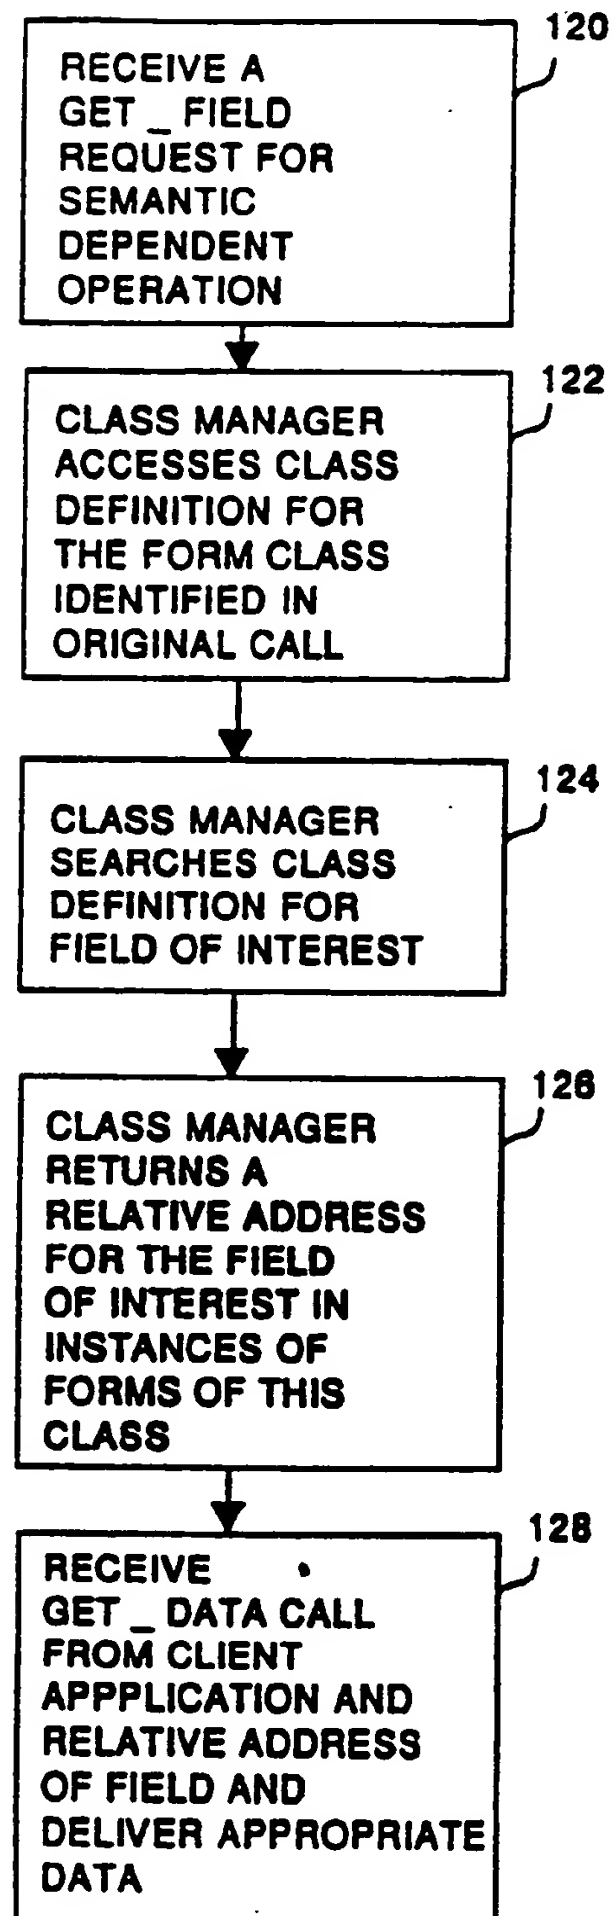 120
RECEIVE A
GET _ FIELD
REQUEST FOR
SEMANTIC
DEPENDENT
OPERATION
122
CLASS MANAGER
ACCESSES CLASS
DEFINITION FOR
THE FORM CLASS
IDENTIFIED IN
ORIGINAL CALL
124
CLASS MANAGER
SEARCHES CLASS
DEFINITION FOR
FIELD OF INTEREST
126
CLASS MANAGER
RETURNS A
RELATIVE ADDRESS
FOR THE FIELD
OF INTEREST IN
INSTANCES OF
FORMS OF THIS
CLASS
128
RECEIVE
GET _ DATA CALL
FROM CLIENT
APPPLICATION AND
RELATIVE ADDRESS
OF FIELD AND
DELIVER APPROPRIATE
DATA